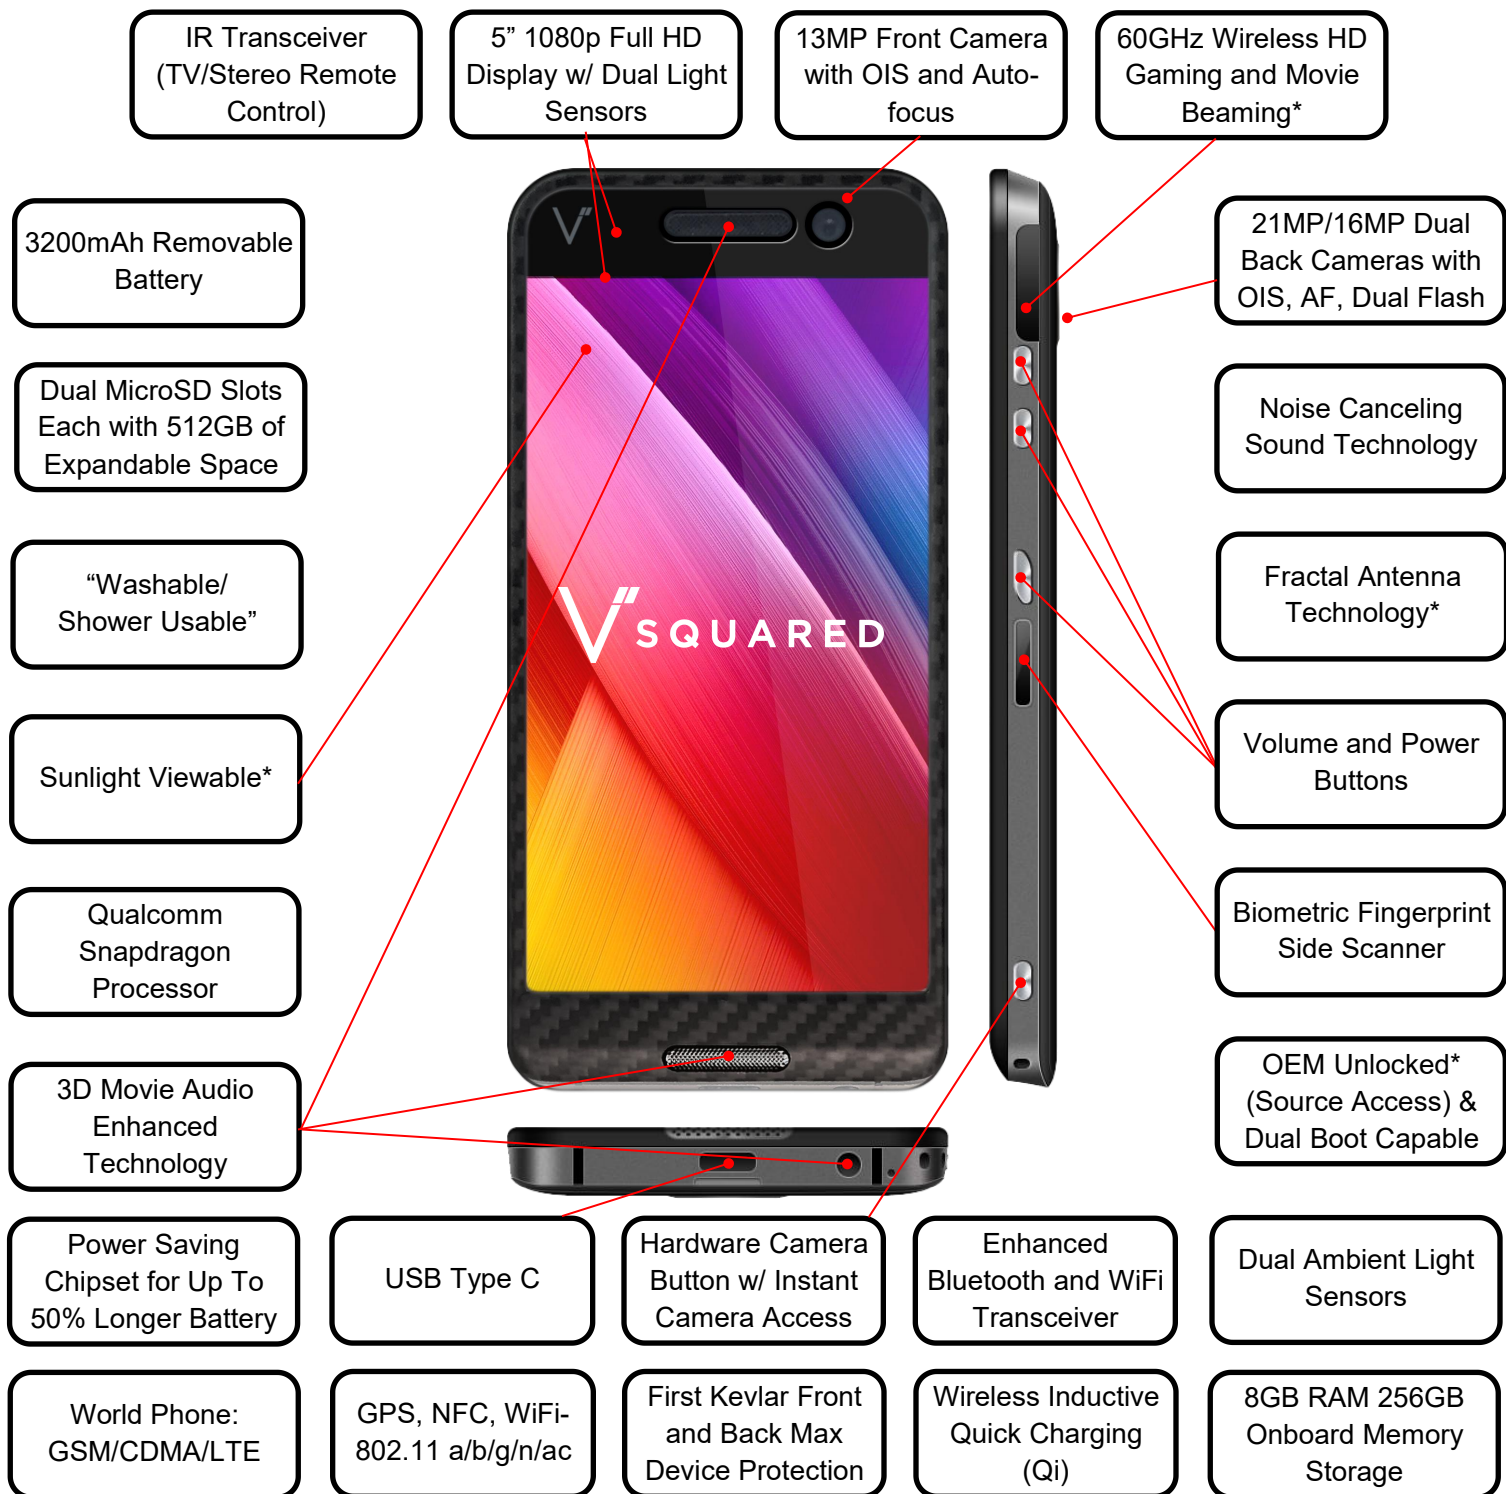 IR Transceiver
(TV/Stereo Remote
Control)
5” 1080p Full HD
Display w/ Dual Light
Sensors
13MP Front Camera
with OIS and Auto-
focus
60GHz Wireless HD
Gaming and Movie
Beaming*
3200mAh Removable
Battery
21MP/16MP Dual
Back Cameras with
OIS, AF, Dual Flash
Dual MicroSD Slots
Each with 512GB of
Expandable Space
Noise Canceling
Sound Technology
“Washable/
Shower Usable”
Fractal Antenna
Technology*
V SQUARED
Sunlight Viewable*
Volume and Power
Buttons
Qualcomm
Snapdragon
Processor
Biometric Fingerprint
Side Scanner
3D Movie Audio
Enhanced
Technology
OEM Unlocked*
(Source Access) &
Dual Boot Capable
Power Saving
Chipset for Up To
50% Longer Battery
USB Type C
Hardware Camera
Button w/ Instant
Camera Access
Enhanced
Bluetooth and WiFi
Transceiver
Dual Ambient Light
Sensors
World Phone:
GSM/CDMA/LTE
GPS, NFC, WiFi-
802.11 a/b/g/n/ac
First Kevlar Front
and Back Max
Device Protection
Wireless Inductive
Quick Charging
(Qi)
8GB RAM 256GB
Onboard Memory
Storage